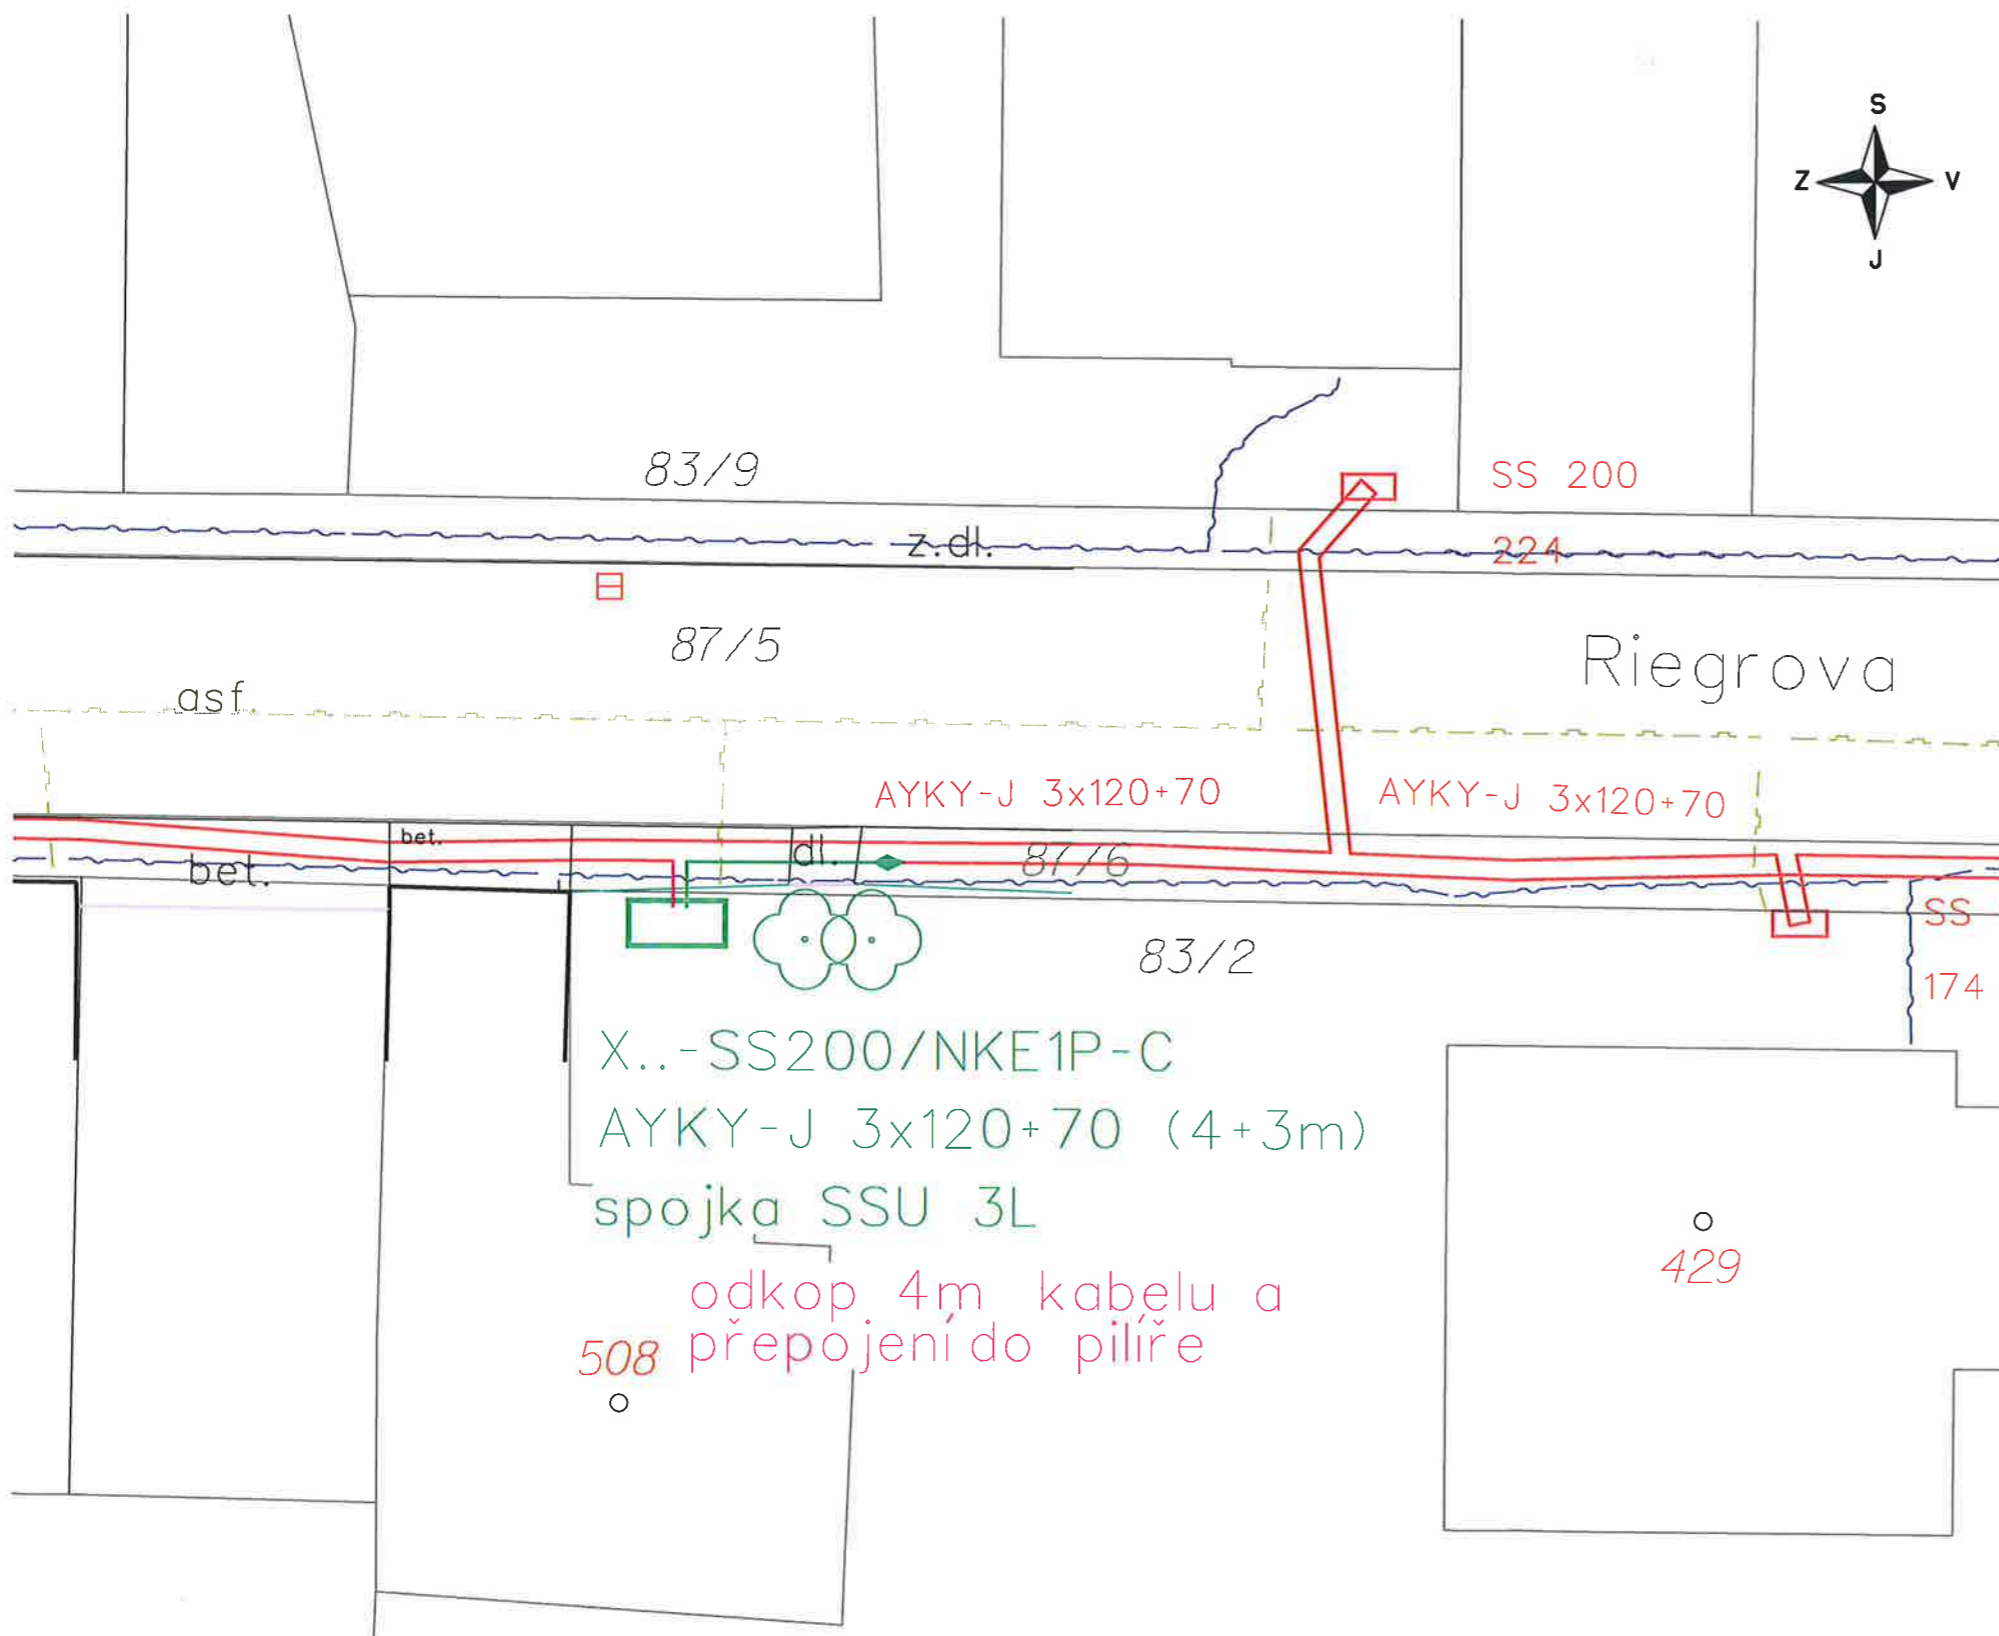 S
Z V
J
83/9
SS 200
z.dl.
224
87/5
Riegrova
asf.
AYKY-J 3x120+70
AYKY-J 3x120+70
bet.
dl.
87/6
bet.
SS
83/2
174
X..-SS200/NKE1P-C
AYKY-J 3x120+70 (4+3m)
spojka SSU 3L
429
odkop 4m kabelu a
přepojení do pilíře
508